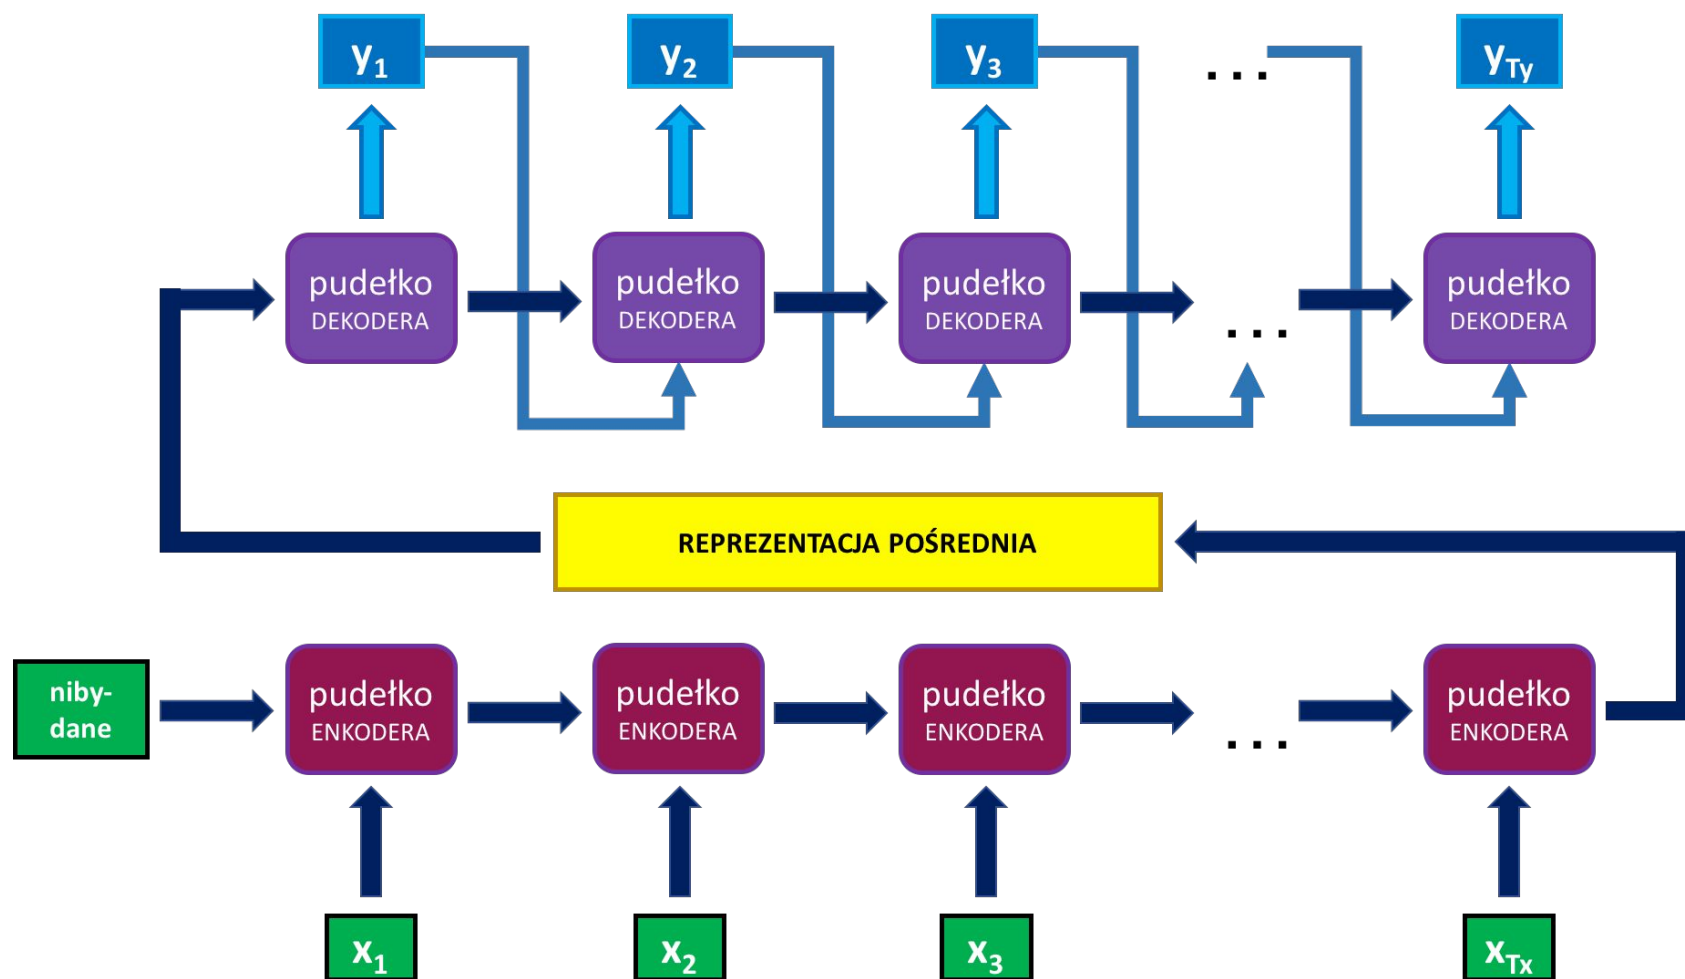 y1 y2 y3 ... yTy
pudełko pudełko pudełko pudełko
DEKODERA DEKODERA DEKODERA ... DEKODERA
REPREZENTACJA POŚREDNIA
niby-
dane
pudełko pudełko pudełko pudełko
ENKODERA ENKODERA ENKODERA ... ENKODERA
x1 x2 x3 xTx